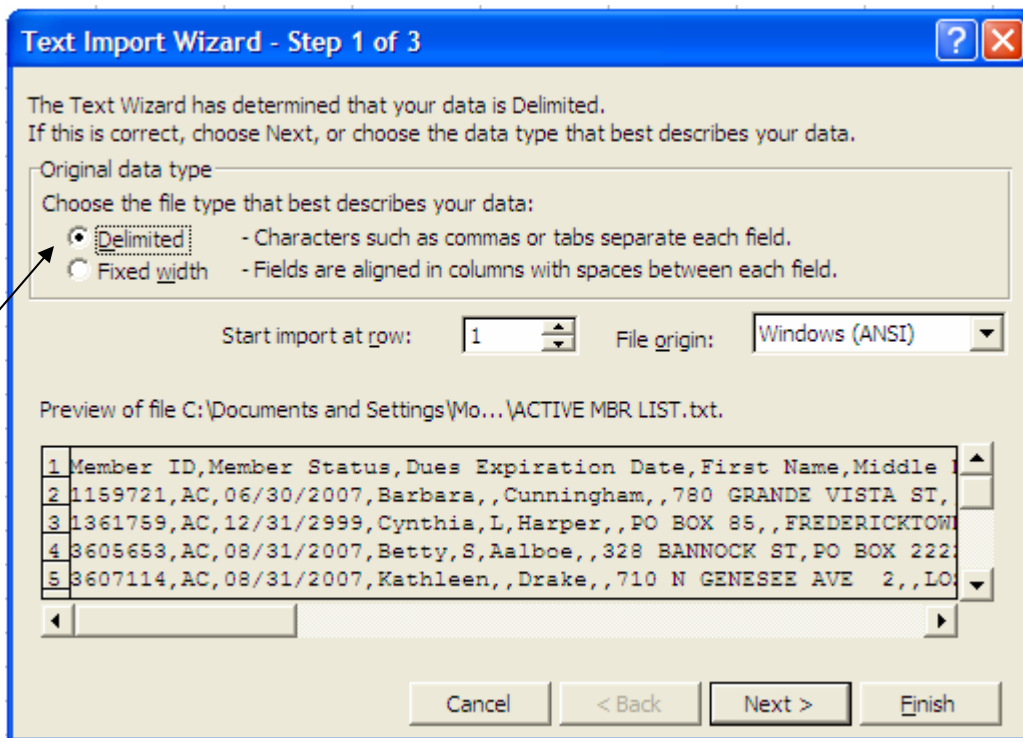 Text Import Wizard - Step 1 of 3
The Text Wizard has determined that your data is Delimited.
If this is correct, choose Next, or choose the data type that best describes your data.
Original data type
Choose the file type that best describes your data:
Delimited - Characters such as commas or tabs separate each field.
Fixed width - Fields are aligned in columns with spaces between each field.
Start import at row: 1 File origin: Windows (ANSI)
Preview of file C:\Documents and Settings\Mo...\ACTIVE MBR LIST.txt.
1 Member ID,Member Status,Dues Expiration Date,First Name,Middle
2 1159721,AC,06/30/2007,Barbara,,Cunningham,,780 GRANDE VISTA ST,
3 1361759,AC,12/31/2999,Cynthia,L,Harper,,PO BOX 85,,FREDERICKTOW
4 3605653,AC,08/31/2007,Betty,S,Aalboe,,328 BANNOCK ST,PO BOX 222
5 3607114,AC,08/31/2007,Kathleen,,Drake,,710 N GENESEE AVE 2,,LO
Cancel < Back Next > Finish